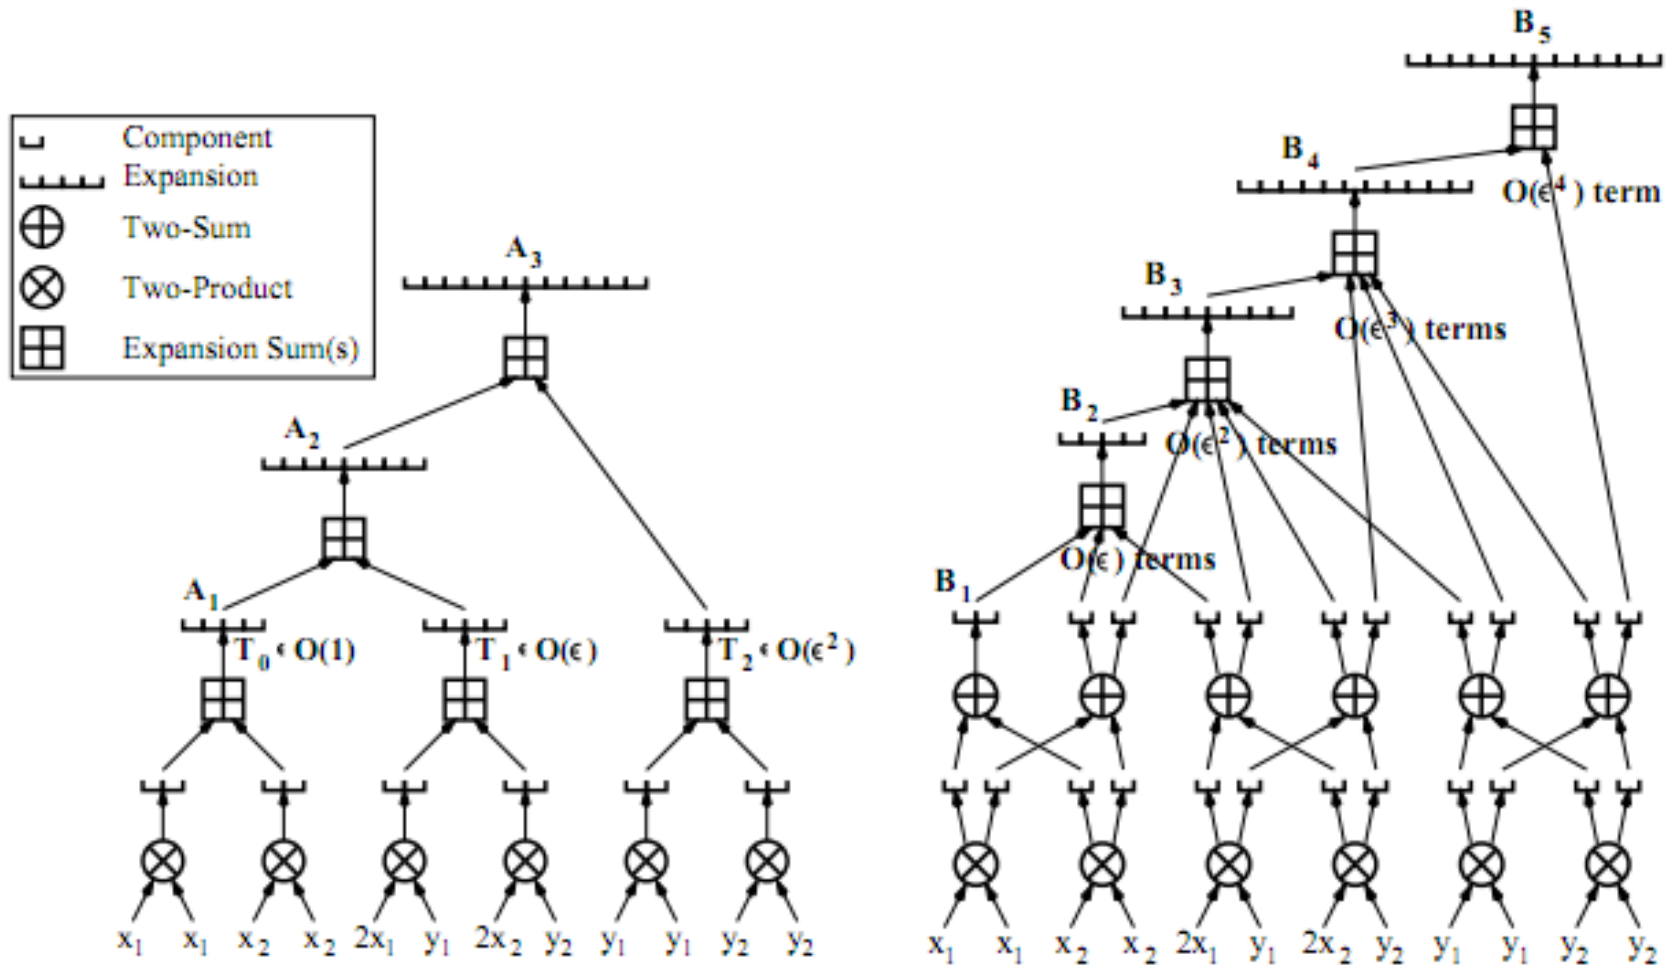 Component
Expansion
Two-Sum
Two-Product
Expansion Sum(s)
A₃
A₂
A₁
T₀ ∈ O(1)
T₁ ∈ O(ϵ)
T₂ ∈ O(ϵ²)
x₁ x₁ x₂ x₂ 2x₁ y₁ 2x₂ y₂ y₁ y₁ y₂ y₂
B₅
B₄
O(ϵ⁴) term
B₃
O(ϵ³) terms
B₂
O(ϵ²) terms
O(ϵ) terms
B₁
x₁ x₁ x₂ x₂ 2x₁ y₁ 2x₂ y₂ y₁ y₁ y₂ y₂